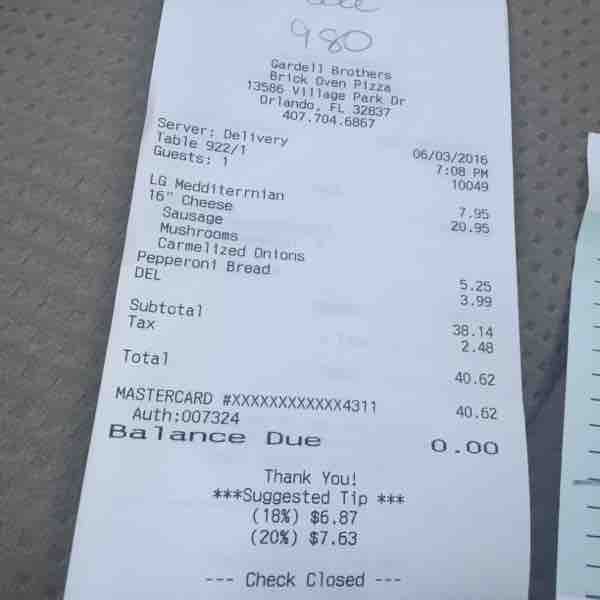 980
Gardell Brothers
Brick Oven Pizza
13586 Village Park Dr
Orlando, FL 32837
407.704.6867
Server: Delivery 06/03/2016
Table 922/1 7:08 PM
Guests: 1 10049
LG Medditerrnian 7.95
16" Cheese 20.95
Sausage
Mushrooms
Carmelized Onions
Pepperoni Bread 5.25
DEL 3.99
Subtotal 38.14
Tax 2.48
Total 40.62
MASTERCARD #XXXXXXXXXXXX4311 40.62
Auth:007324
Balance Due 0.00
Thank You!
***Suggested Tip ***
(18%) $6.87
(20%) $7.63
--- Check Closed ---